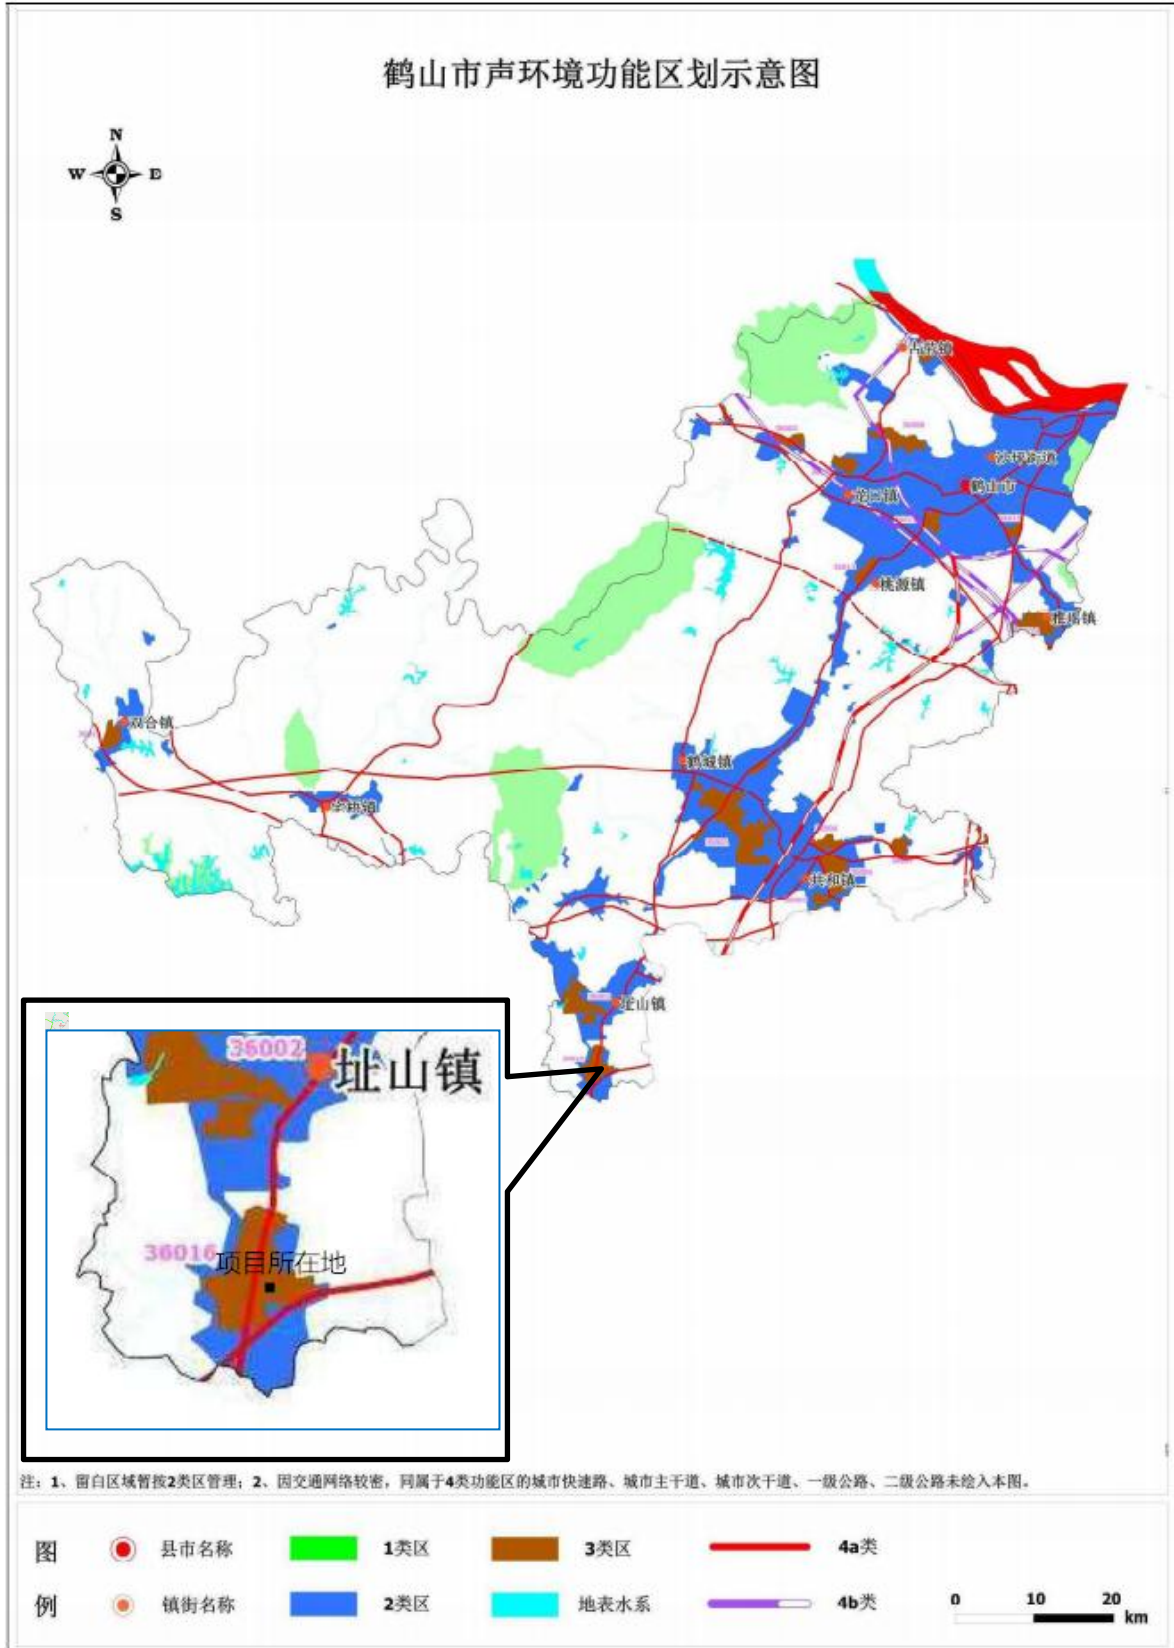 鹤山市声环境功能区划示意图
N
W E
S
古劳镇
沙坪街道
鹤山市
龙口镇
桃源镇
雅瑶镇
双合镇
鹤城镇
宅梧镇
共和镇
址山镇
36002
址山镇
36016
项目所在地
注：1、留白区域暂按2类区管理；2、因交通网络较密，同属于4类功能区的城市快速路、城市主干道、城市次干道、一级公路、二级公路未绘入本图。
图 县市名称 1类区 3类区 4a类
例 镇街名称 2类区 地表水系 4b类
0 10 20
km